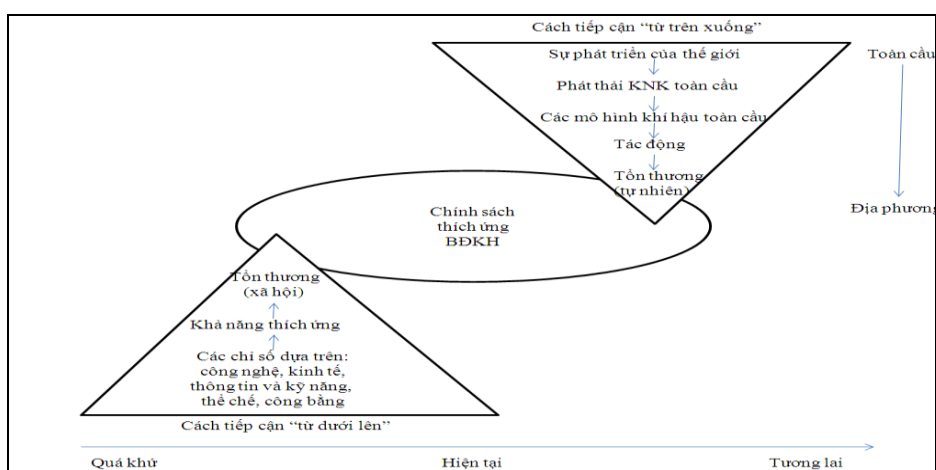 Cách tiếp cận “từ trên xuống”
Sự phát triển của thế giới
Phát thải KNK toàn cầu
Các mô hình khí hậu toàn cầu
Tác động
Tổn thương
(tự nhiên)
Toàn cầu
Địa phương
Chính sách
thích ứng
BĐKH
Tổn thương
(xã hội)
Khả năng thích ứng
Các chỉ số dựa trên:
công nghệ, kinh tế,
thông tin và kỹ năng,
thể chế, công bằng
Cách tiếp cận “từ dưới lên”
Quá khứ
Hiện tại
Tương lai